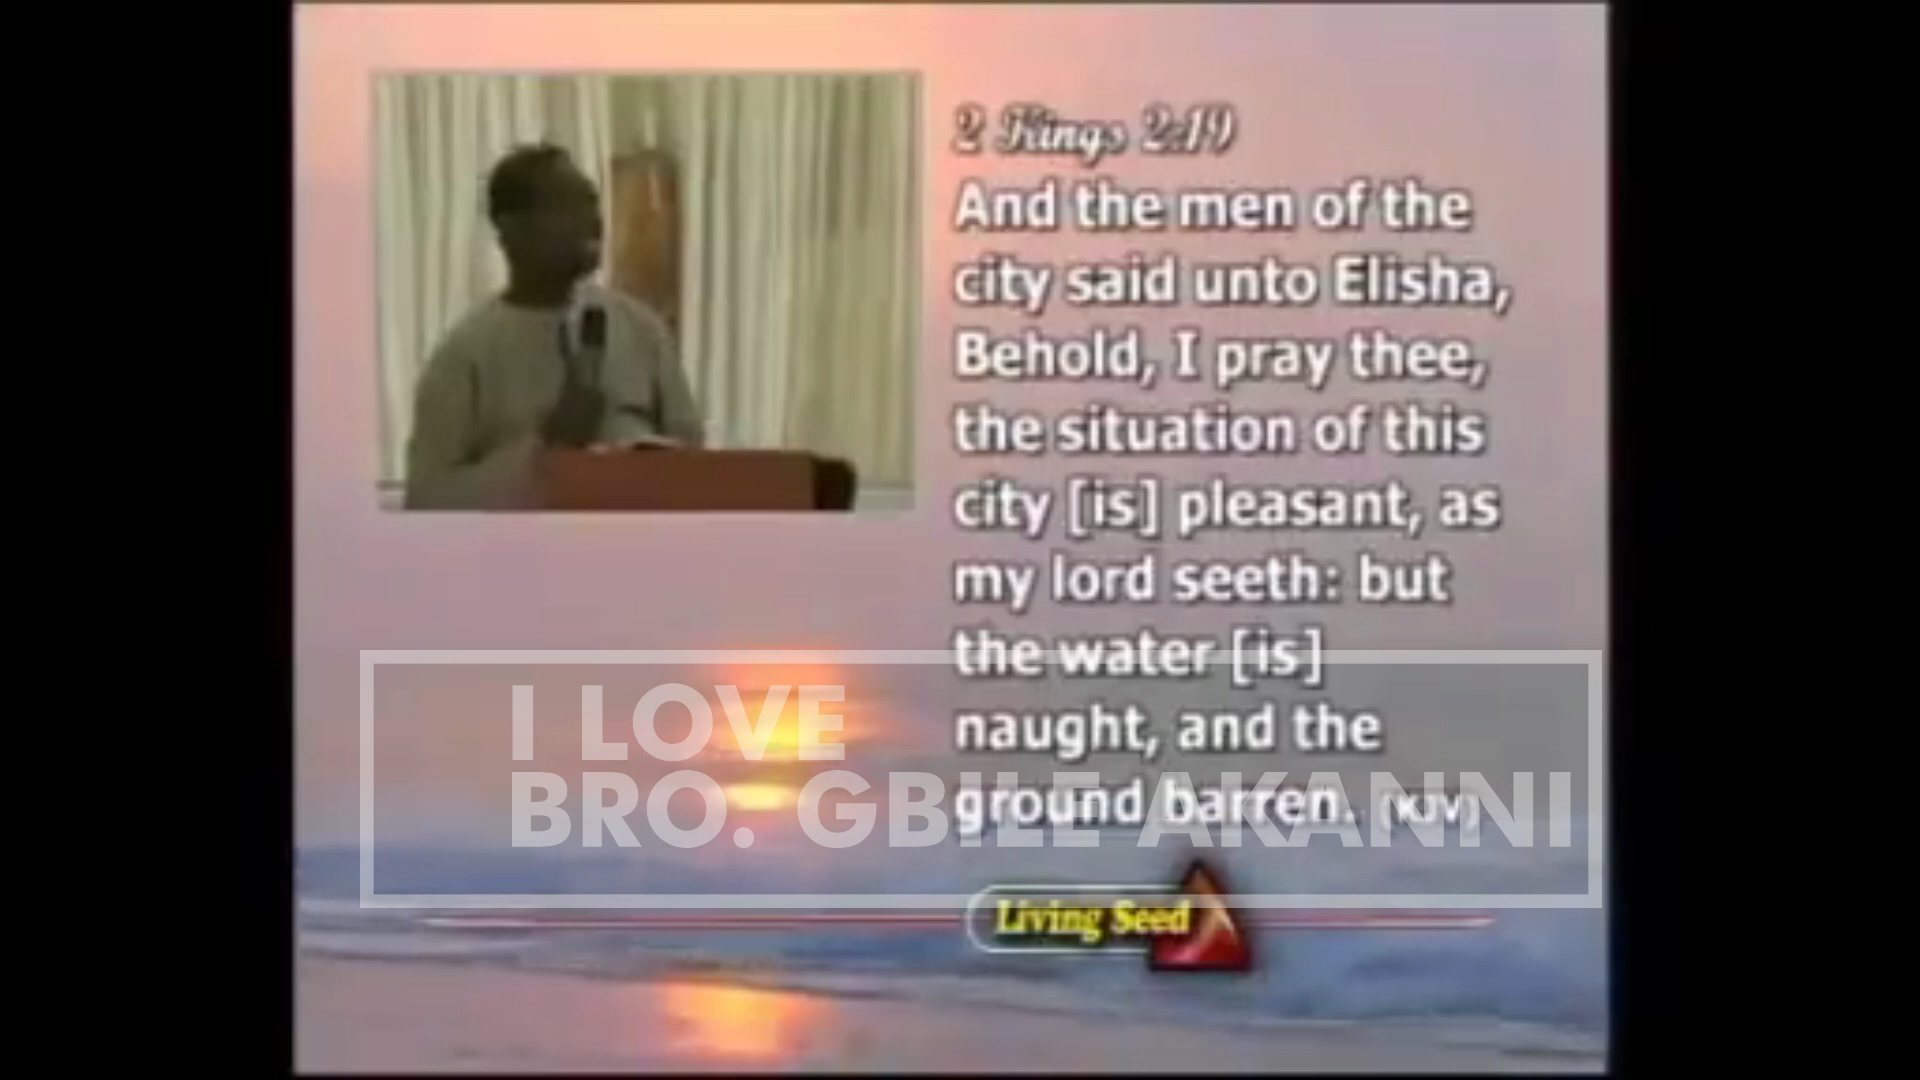 2 Kings 2:19
And the men of the
city said unto Elisha,
Behold, I pray thee,
the situation of this
city [is] pleasant, as
my lord seeth: but
the water [is]
naught, and the
ground barren. (KJV)
I LOVE
BRO. GBILE AKANNI
Living Seed